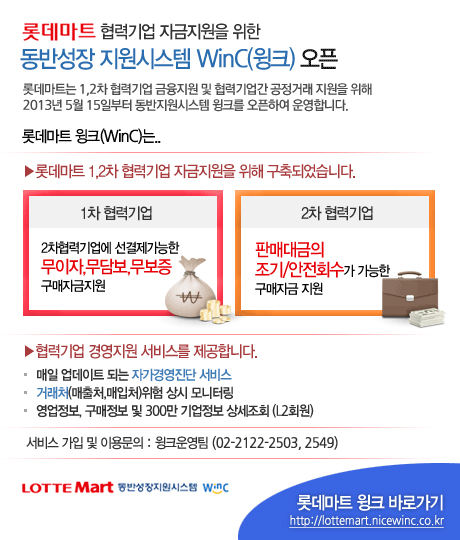 롯데마트 협력기업 자금지원을 위한
동반성장 지원시스템 WinC(윙크) 오픈
롯데마트는 1,2차 협력기업 금융지원 및 협력기업간 공정거래 지원을 위해
2013년 5월 15일부터 동반지원시스템 윙크를 오픈하여 운영합니다.
롯데마트 윙크(WinC)는..
▶롯데마트 1,2차 협력기업 자금지원을 위해 구축되었습니다.
1차 협력기업
2차협력기업에 선결제가능한
무이자,무담보,무보증
구매자금지원
₩
2차 협력기업
판매대금의
조기/안전회수가 가능한
구매자금 지원
▶협력기업 경영지원 서비스를 제공합니다.
· 매일 업데이트 되는 자가경영진단 서비스
· 거래처(매출처,매입처)위험 상시 모니터링
· 영업정보, 구매정보 및 300만 기업정보 상세조회 (L2회원)
서비스 가입 및 이용문의 : 윙크운영팀 (02-2122-2503, 2549)
LOTTE Mart 동반성장지원시스템 WinC
롯데마트 윙크 바로가기
http://lottemart.nicewinc.co.kr